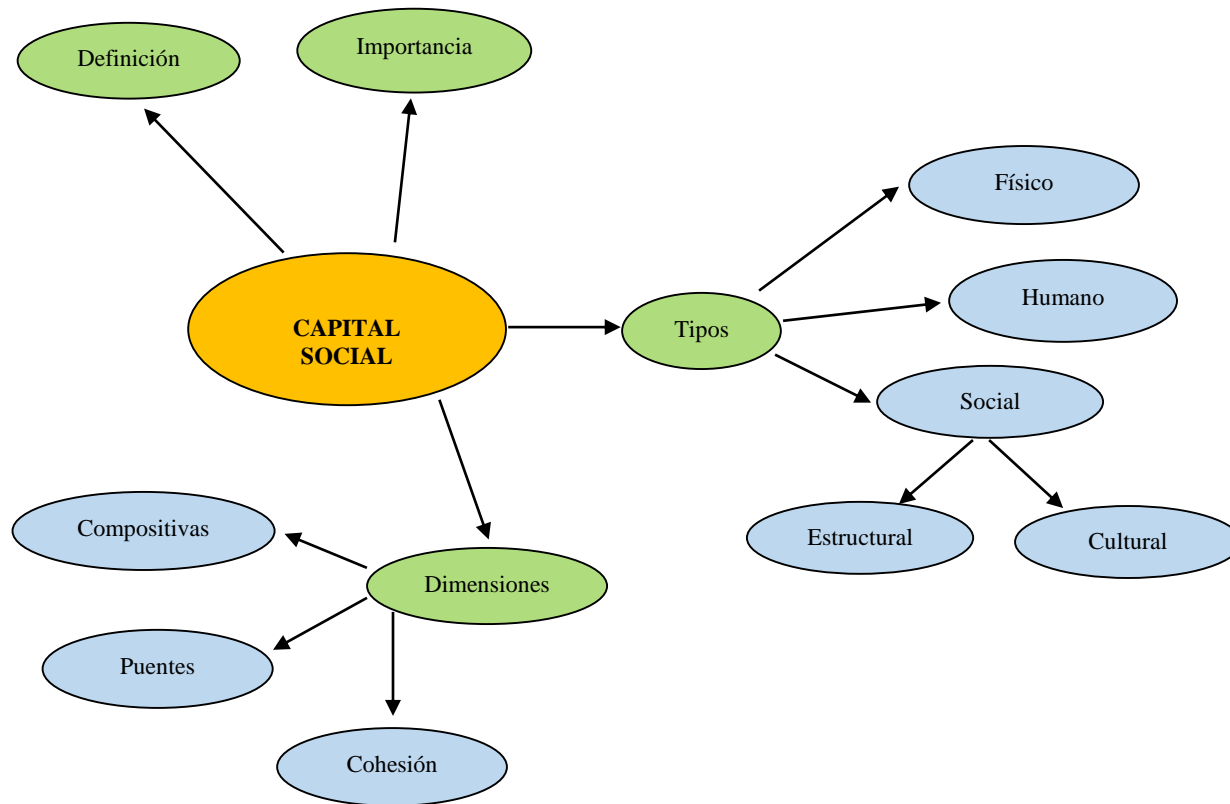 Definición
Importancia
Físico
Humano
CAPITAL
SOCIAL
Tipos
Social
Estructural
Cultural
Compositivas
Dimensiones
Puentes
Cohesión